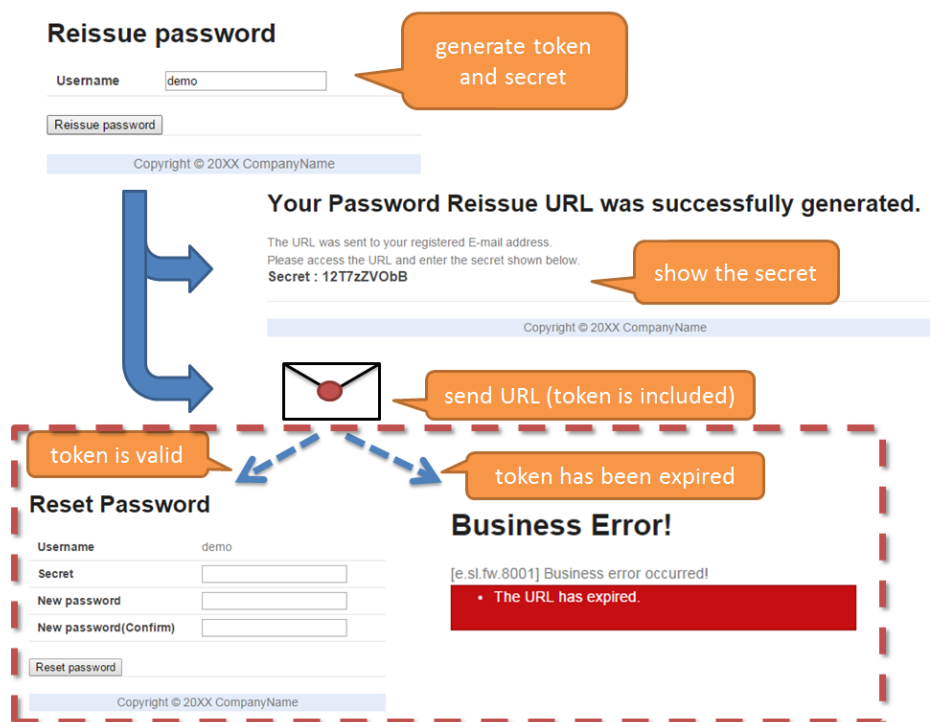 Reissue password
generate token
and secret
Username demo
Reissue password
Copyright © 20XX CompanyName
Your Password Reissue URL was successfully generated.
The URL was sent to your registered E-mail address.
Please access the URL and enter the secret shown below.
Secret : 12T7zZVObB
show the secret
Copyright © 20XX CompanyName
send URL (token is included)
token is valid
token has been expired
Reset Password
Username demo
Secret
New password
New password(Confirm)
Reset password
Copyright © 20XX CompanyName
Business Error!
[e.sl.fw.8001] Business error occurred!
• The URL has expired.